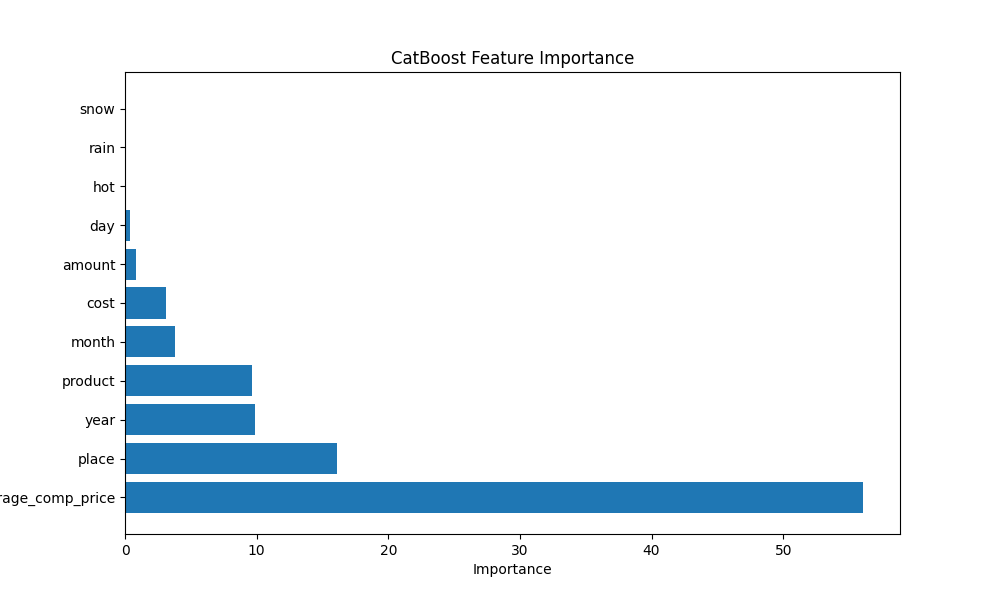 CatBoost Feature Importance
snow
rain
hot
day
amount
cost
month
product
year
place
rage_comp_price
0 10 20 30 40 50
Importance